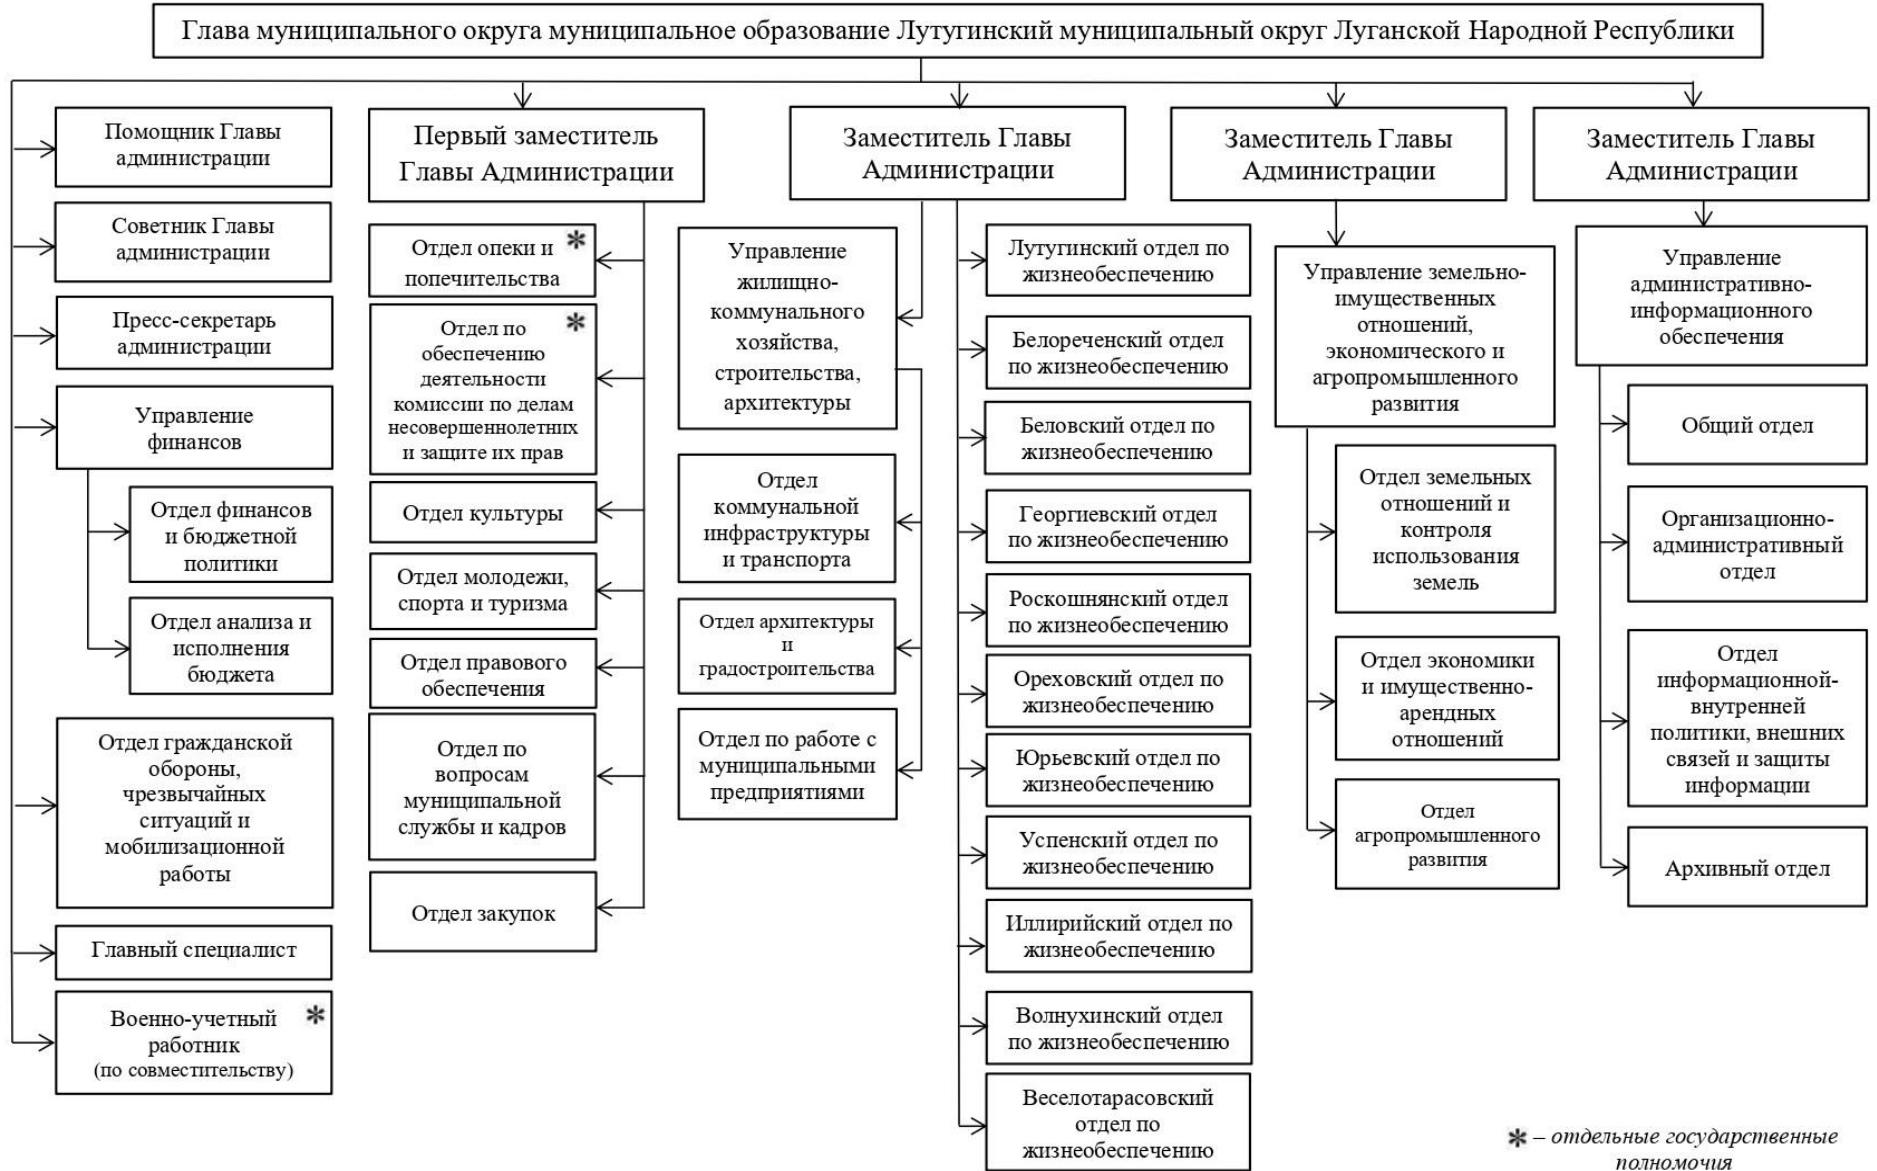 Глава муниципального округа муниципальное образование Лутугинский муниципальный округ Луганской Народной Республики
Помощник Главы
администрации
Советник Главы
администрации
Пресс-секретарь
администрации
Управление
финансов
Отдел финансов
и бюджетной
политики
Отдел анализа и
исполнения
бюджета
Отдел гражданской
обороны,
чрезвычайных
ситуаций и
мобилизационной
работы
Главный специалист
Военно-учетный *
работник
(по совместительству)
Первый заместитель
Главы Администрации
Отдел опеки и *
попечительства
Отдел по *
обеспечению
деятельности
комиссии по делам
несовершеннолетних
и защите их прав
Отдел культуры
Отдел молодежи,
спорта и туризма
Отдел правового
обеспечения
Отдел по
вопросам
муниципальной
службы и кадров
Отдел закупок
Заместитель Главы
Администрации
Управление
жилищно-
коммунального
хозяйства,
строительства,
архитектуры
Отдел
коммунальной
инфраструктуры
и транспорта
Отдел архитектуры
и
градостроительства
Отдел по работе с
муниципальными
предприятиями
Лутугинский отдел по
жизнеобеспечению
Белореченский отдел
по жизнеобеспечению
Беловский отдел по
жизнеобеспечению
Георгиевский отдел
по жизнеобеспечению
Роскошнянский отдел
по жизнеобеспечению
Ореховский отдел по
жизнеобеспечению
Юрьевский отдел по
жизнеобеспечению
Успенский отдел по
жизнеобеспечению
Иллирийский отдел по
жизнеобеспечению
Волнухинский отдел
по жизнеобеспечению
Веселотарасовский
отдел по
жизнеобеспечению
Заместитель Главы
Администрации
Управление земельно-
имущественных
отношений,
экономического и
агропромышленного
развития
Отдел земельных
отношений и
контроля
использования
земель
Отдел экономики
и имущественно-
арендных
отношений
Отдел
агропромышленного
развития
Заместитель Главы
Администрации
Управление
административно-
информационного
обеспечения
Общий отдел
Организационно-
административный
отдел
Отдел
информационной-
внутренней
политики, внешних
связей и защиты
информации
Архивный отдел
* – отдельные государственные
полномочия